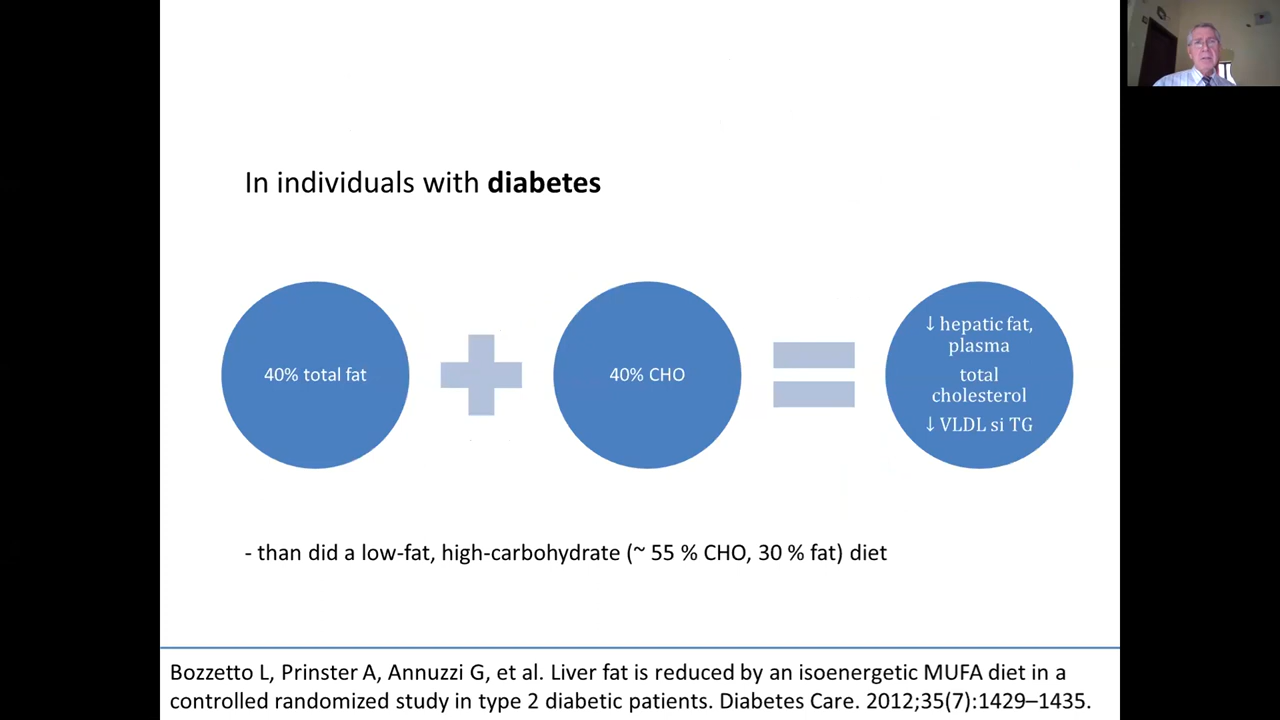 In individuals with diabetes
40% total fat
40% CHO
↓ hepatic fat,
plasma
total
cholesterol
↓ VLDL si TG
- than did a low-fat, high-carbohydrate (~ 55 % CHO, 30 % fat) diet
Bozzetto L, Prinster A, Annuzzi G, et al. Liver fat is reduced by an isoenergetic MUFA diet in a
controlled randomized study in type 2 diabetic patients. Diabetes Care. 2012;35(7):1429–1435.